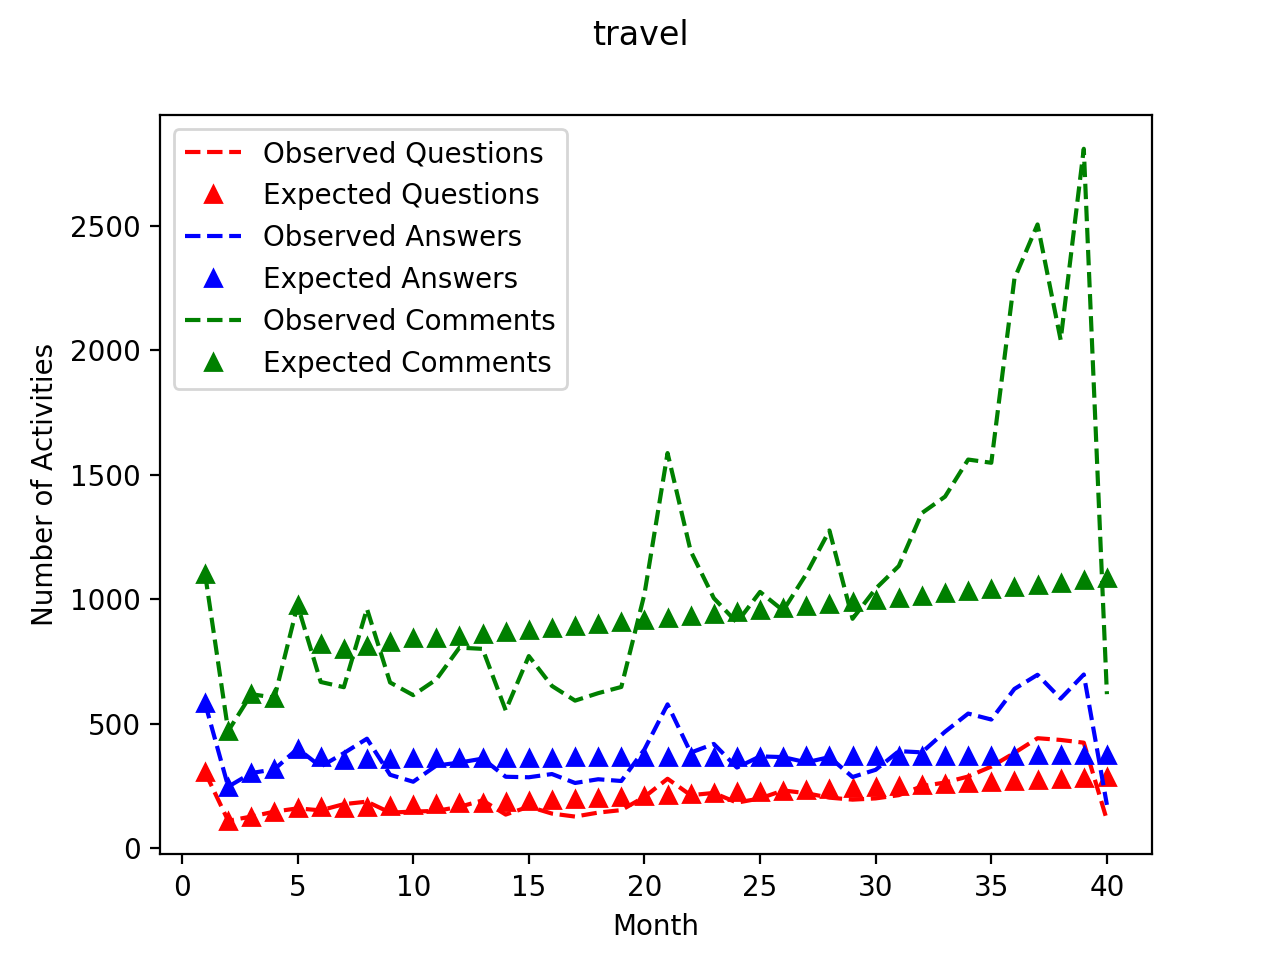 travel
Observed Questions
Expected Questions
Observed Answers
Expected Answers
Observed Comments
Expected Comments
Number of Activities
2500
2000
1500
1000
500
0
0 5 10 15 20 25 30 35 40
Month